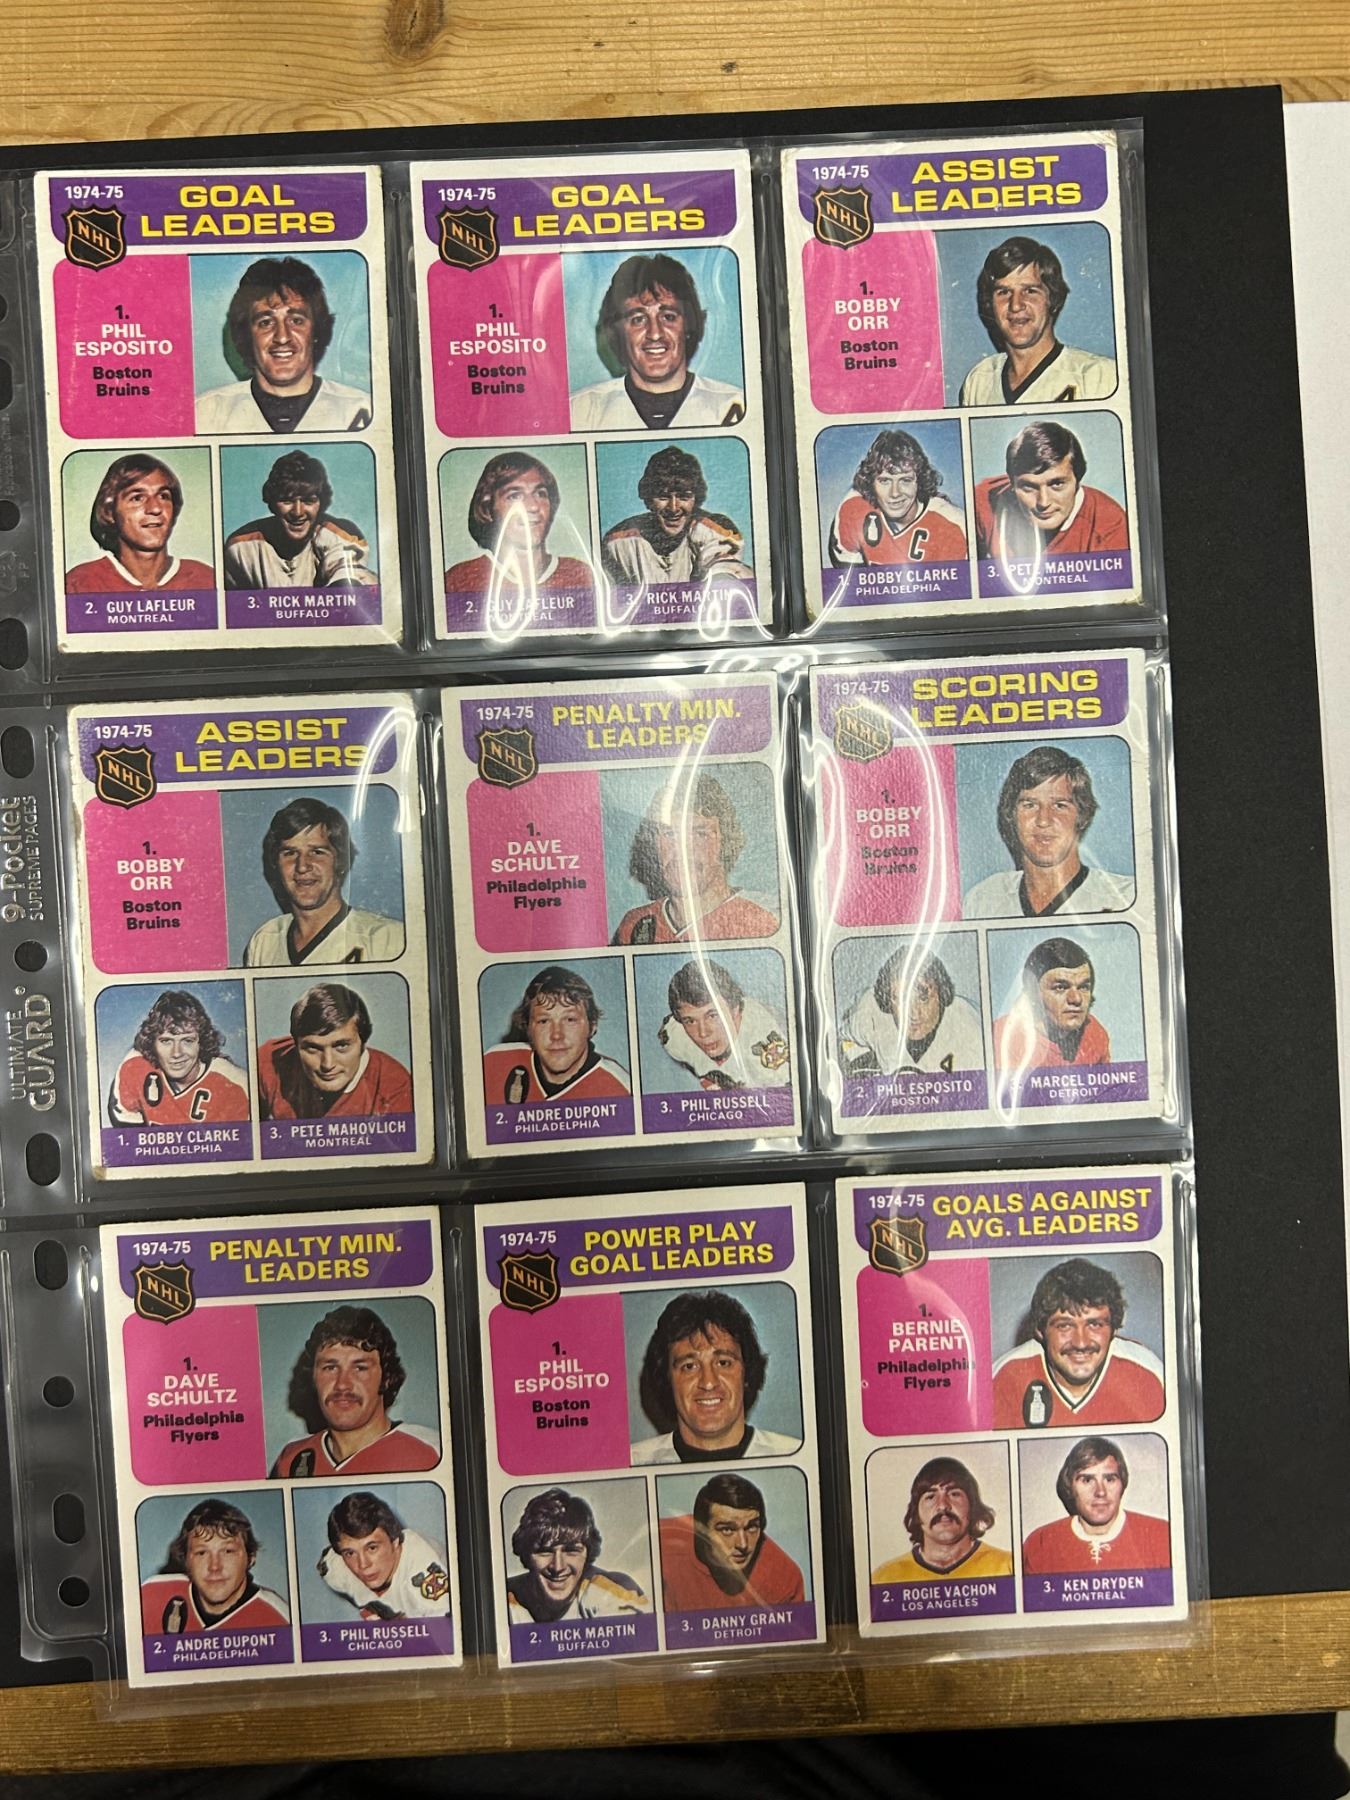 1974-75
GOAL
LEADERS
NHL
1.
PHIL
ESPOSITO
Boston
Bruins
2. GUY LAFLEUR
MONTREAL
3. RICK MARTIN
BUFFALO
1974-75
GOAL
LEADERS
NHL
1.
PHIL
ESPOSITO
Boston
Bruins
2. GUY LAFLEUR
MONTREAL
3. RICK MARTIN
BUFFALO
1974-75
ASSIST
LEADERS
NHL
1.
BOBBY
ORR
Boston
Bruins
1. BOBBY CLARKE
PHILADELPHIA
3. PETE MAHOVLICH
MONTREAL
1974-75
ASSIST
LEADERS
NHL
1.
BOBBY
ORR
Boston
Bruins
1. BOBBY CLARKE
PHILADELPHIA
3. PETE MAHOVLICH
MONTREAL
1974-75
PENALTY MIN.
LEADERS
NHL
1.
DAVE
SCHULTZ
Philadelphia
Flyers
2. ANDRE DUPONT
PHILADELPHIA
3. PHIL RUSSELL
CHICAGO
1974-75
SCORING
LEADERS
NHL
1.
BOBBY
ORR
Boston
Bruins
2. PHIL ESPOSITO
BOSTON
3. MARCEL DIONNE
DETROIT
1974-75
PENALTY MIN.
LEADERS
NHL
1.
DAVE
SCHULTZ
Philadelphia
Flyers
2. ANDRE DUPONT
PHILADELPHIA
3. PHIL RUSSELL
CHICAGO
1974-75
POWER PLAY
GOAL LEADERS
NHL
1.
PHIL
ESPOSITO
Boston
Bruins
2. RICK MARTIN
BUFFALO
3. DANNY GRANT
DETROIT
1974-75
GOALS AGAINST
AVG. LEADERS
NHL
1.
BERNIE
PARENT
Philadelphia
Flyers
2. ROGIE VACHON
LOS ANGELES
3. KEN DRYDEN
MONTREAL
ULTIMATE
GUARD®
9-POCKET
SUPREME PAGES
PP